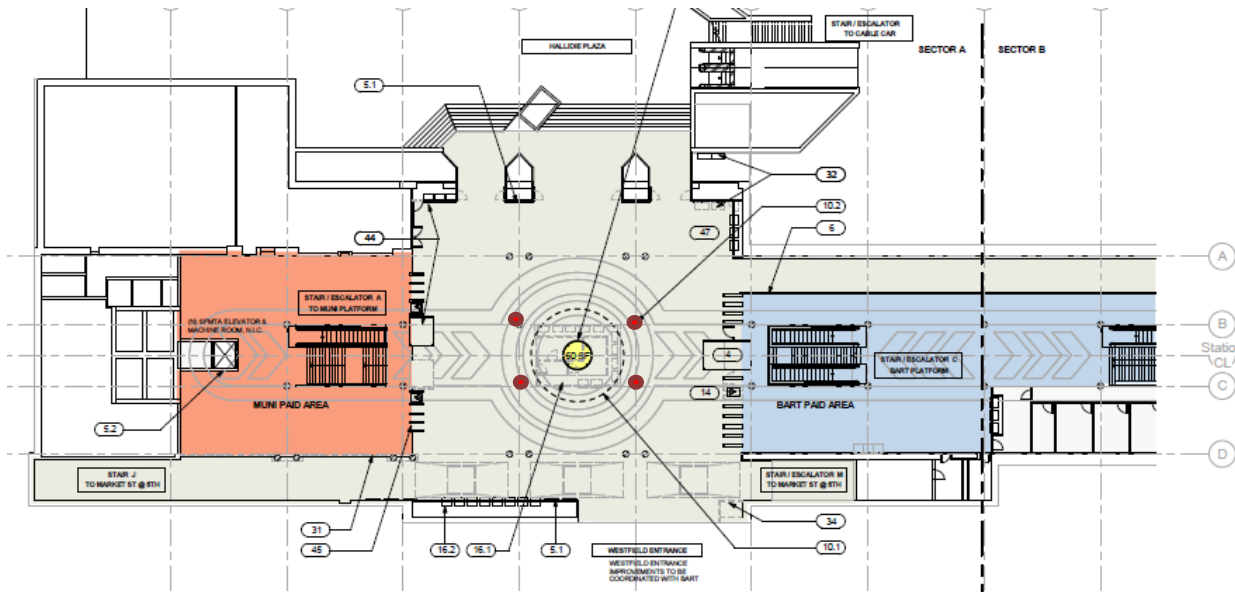 STAIR / ESCALATOR
TO CABLE CAR
HALLIDIE PLAZA
SECTOR A
SECTOR B
5.1
32
10.2
6
44
47
A
STAIR / ESCALATOR A
TO MUNI PLATFORM
(N) SFMTA ELEVATOR &
MACHINE ROOM, N.I.C.
B
Statio
CL
50 SF
4
STAIR / ESCALATOR C
BART PLATFORM
C
14
MUNI PAID AREA
BART PAID AREA
5.2
D
STAIR J
TO MARKET ST @ 5TH
STAIR / ESCALATOR M
TO MARKET ST @ 5TH
31
45
16.2
16.1
5.1
34
10.1
WESTFIELD ENTRANCE
WESTFIELD ENTRANCE
IMPROVEMENTS TO BE
COORDINATED WITH BART